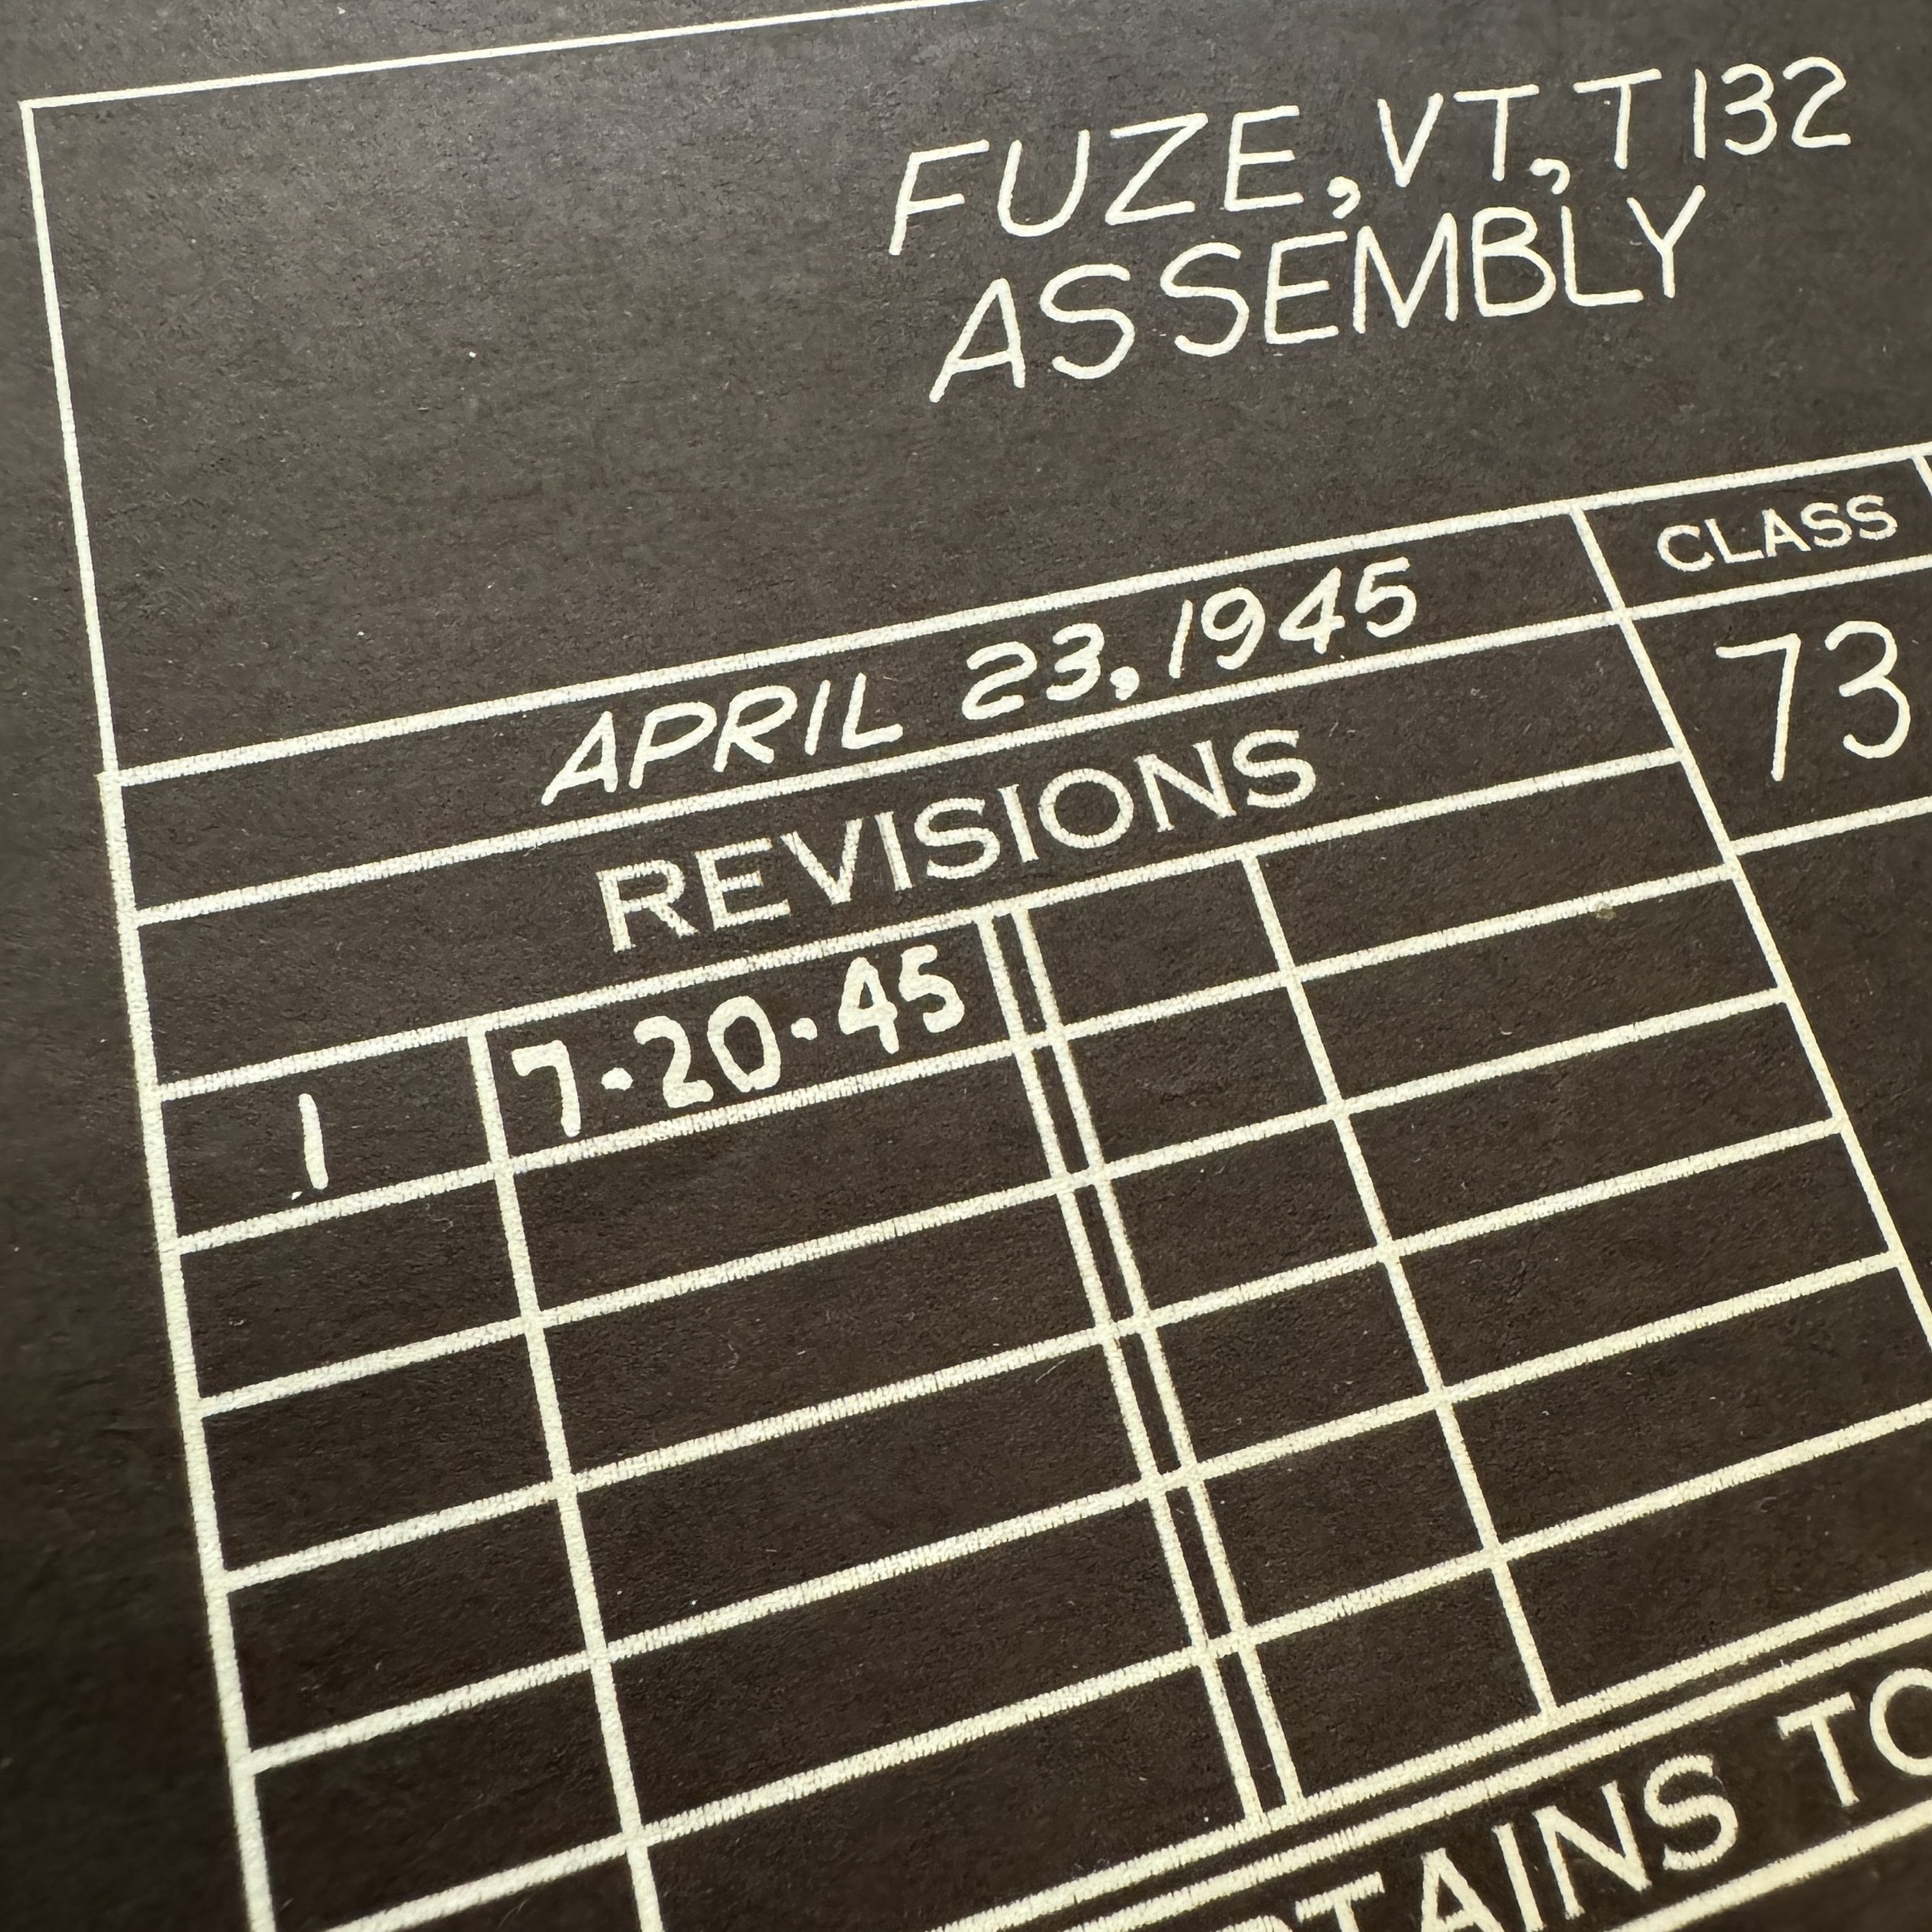 FUZE, VT, T132
ASSEMBLY
APRIL 23, 1945
CLASS
73
REVISIONS
1 7·20·45
TAINS TO